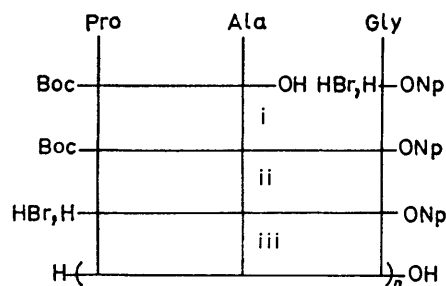 Pro Ala Gly
Boc OH HBr,H ONp
i
Boc ONp
ii
HBr,H ONp
iii
H ( )n OH